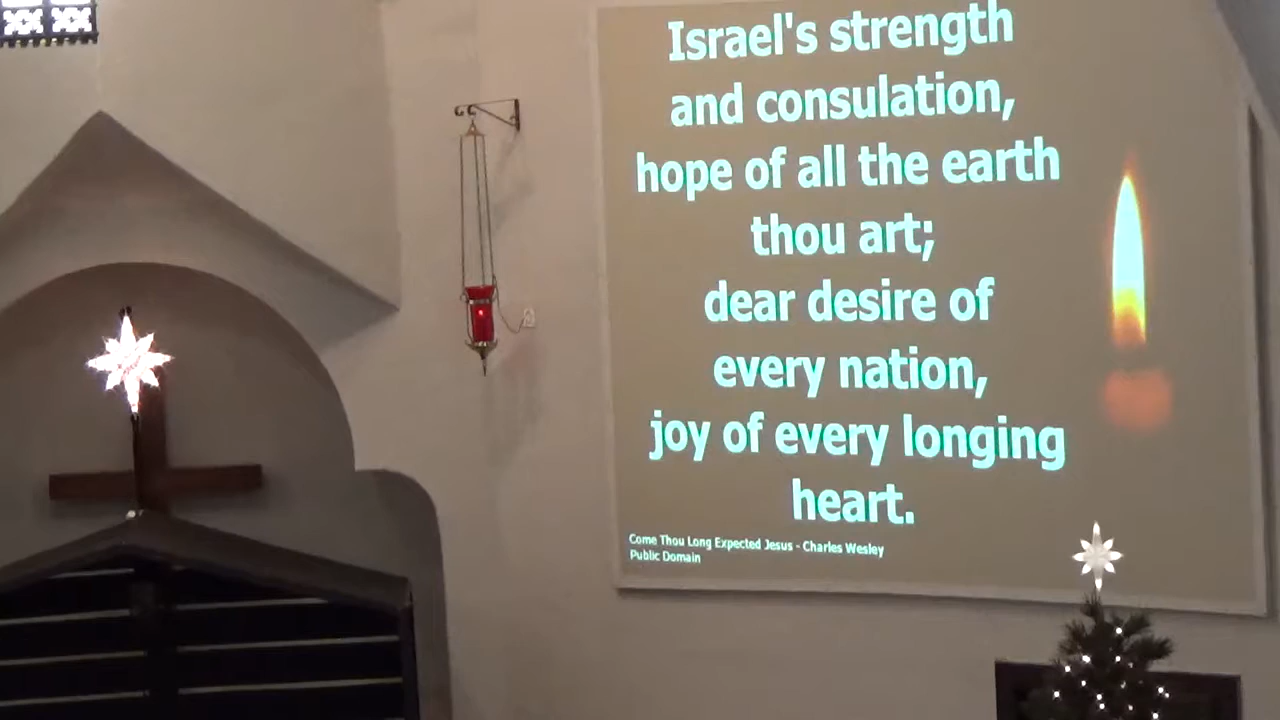 Israel's strength
and consulation,
hope of all the earth
thou art;
dear desire of
every nation,
joy of every longing
heart.
Come Thou Long Expected Jesus - Charles Wesley
Public Domain